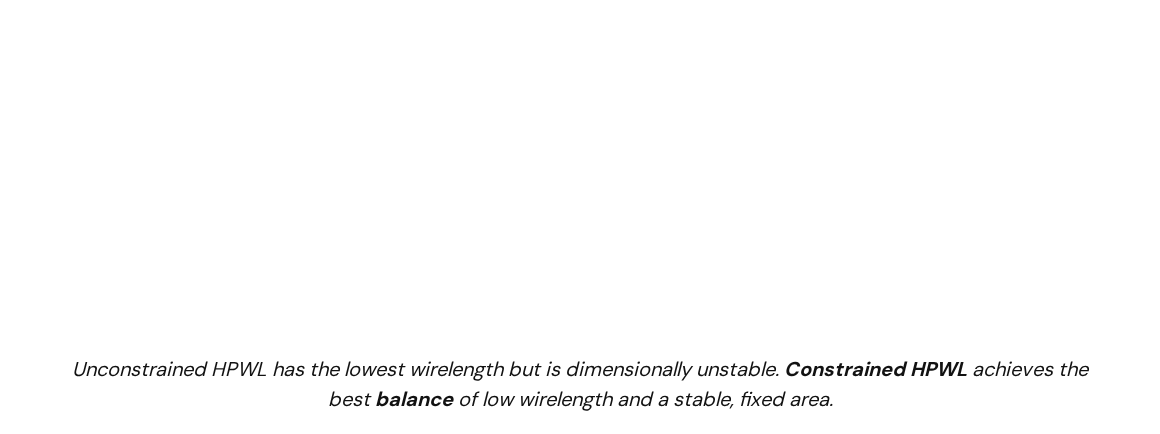 Unconstrained HPWL has the lowest wirelength but is dimensionally unstable. Constrained HPWL achieves the
best balance of low wirelength and a stable, fixed area.